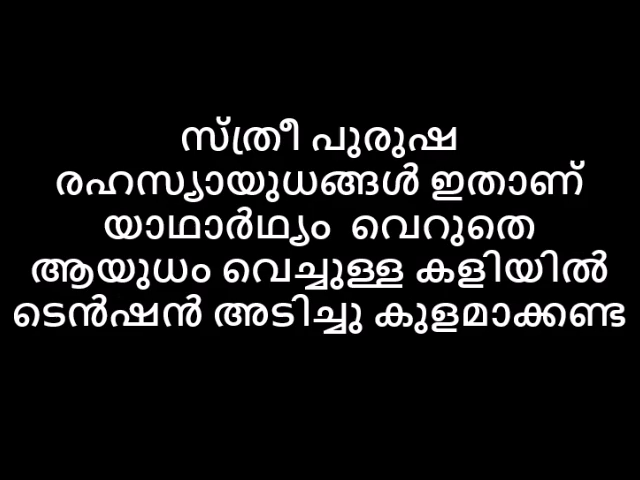 സ്ത്രീ പുരുഷ
രഹസ്യായുധങ്ങൾ ഇതാണ്
യാഥാർഥ്യം വെറുതെ
ആയുധം വെച്ചുള്ള കളിയിൽ
ടെൻഷൻ അടിച്ചു കുളമാക്കണ്ട